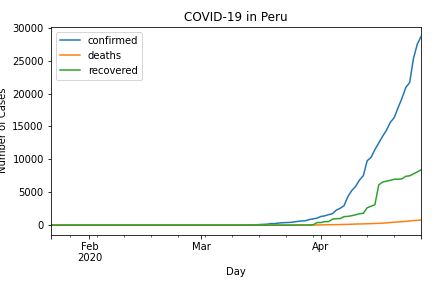 COVID-19 in Peru
confirmed
deaths
recovered
30000
25000
20000
15000
10000
5000
0
Number of Cases
Feb
2020
Mar
Apr
Day